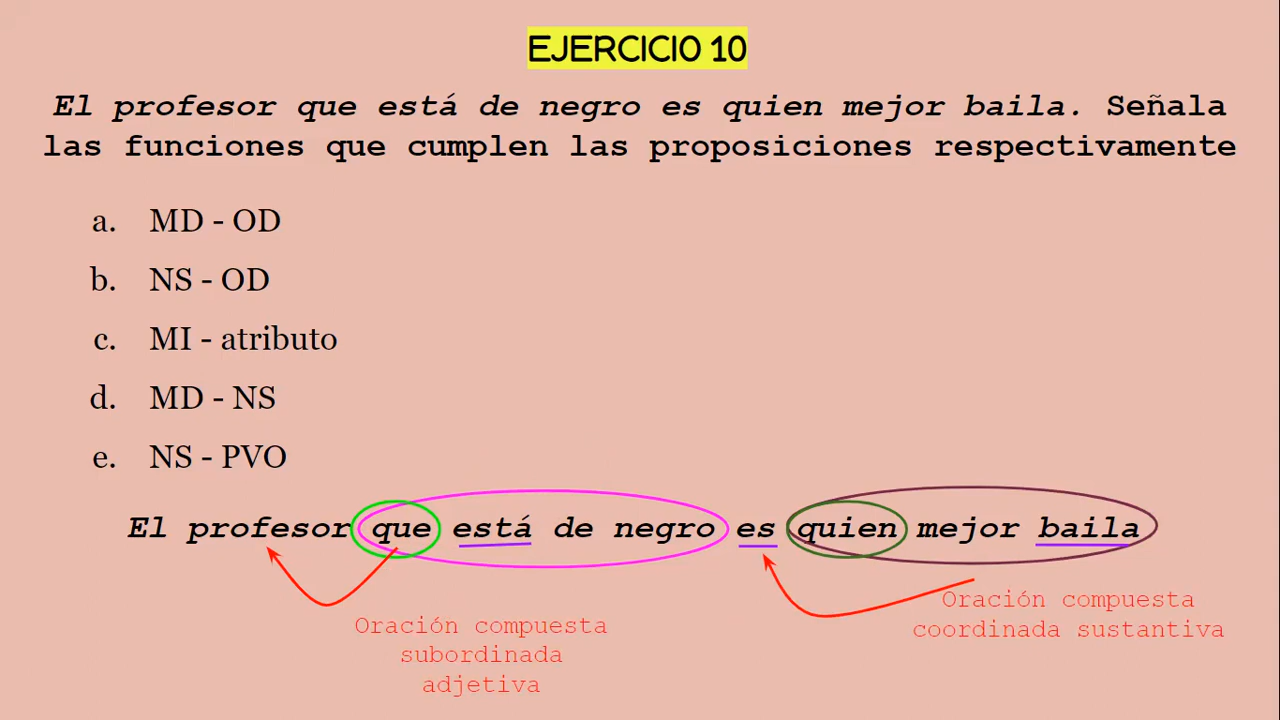 EJERCICIO 10
El profesor que está de negro es quien mejor baila. Señala
las funciones que cumplen las proposiciones respectivamente
a. MD - OD
b. NS - OD
c. MI - atributo
d. MD - NS
e. NS - PVO
El profesor que está de negro es quien mejor baila
Oración compuesta
subordinada
adjetiva
Oración compuesta
coordinada sustantiva